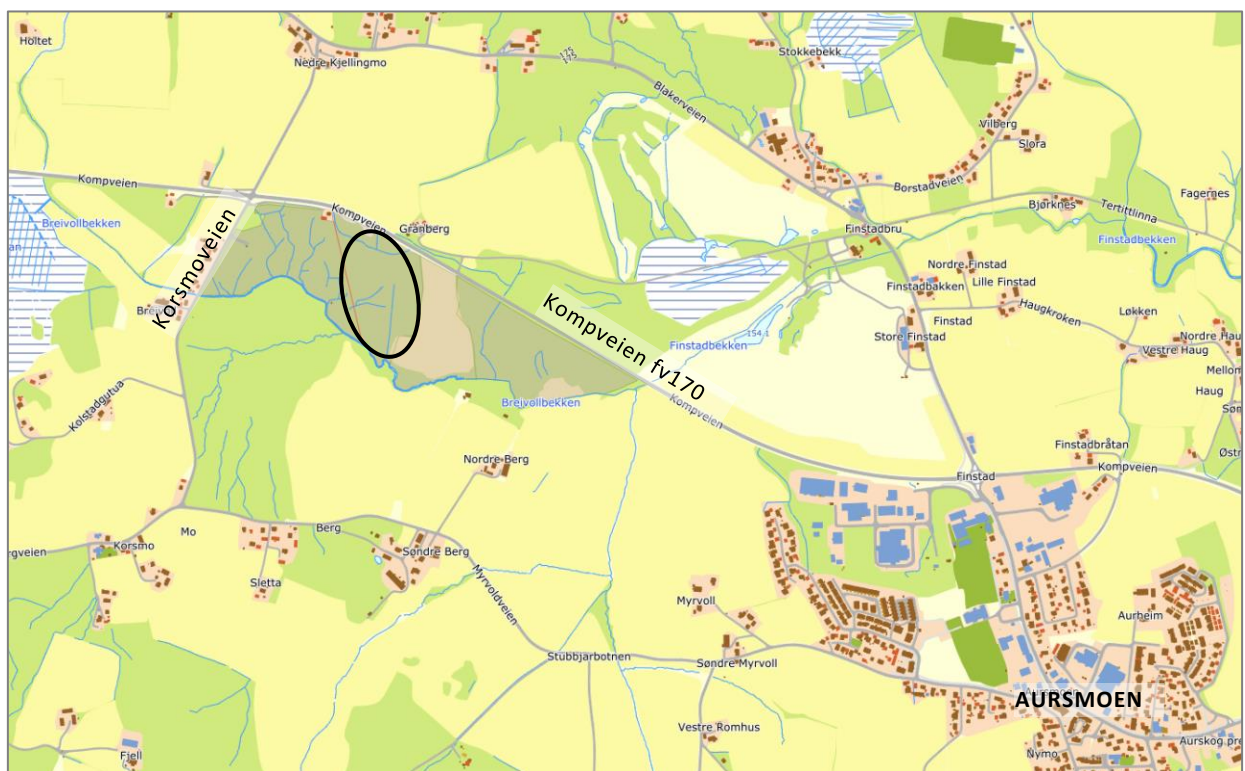 Holtet
Nedre Kjellingmo
175
175
Stokkebekk
Blakerveien
Vilberg
Slora
Kompveien
Borstadveien
Fagernes
Bjørknes
Tertittlinna
Breivollbekken
Korsmoveien
Kompveien
Granberg
Finstadbru
Finstadbekken
Nordre Finstad
Finstadbakken
Lille Finstad
Finstad
Haugkroken
Løkken
Kompveien fv170
154.1
Finstadbekken
Store Finstad
Vestre Haug
Haug
Kolstadgutua
Breivollbekken
Kompveien
Finstadbråtan
Kompveien
Nordre Berg
Finstad
Mo
Berg
Korsmo
Søndre Berg
Sletta
Myrvoldveien
Myrvoll
Aurheim
Stubbjarbotnen
Søndre Myrvoll
AURSMOEN
Vestre Romhus
Fjell
Nymo